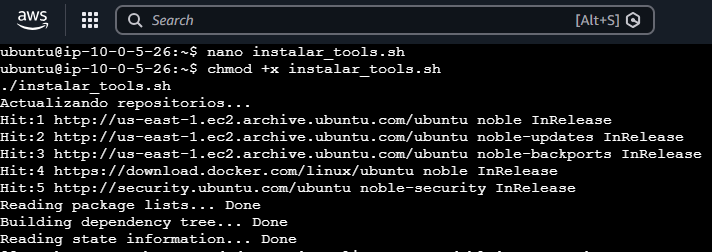 aws
Search [Alt+S]
ubuntu@ip-10-0-5-26:~$ nano instalar_tools.sh
ubuntu@ip-10-0-5-26:~$ chmod +x instalar_tools.sh
./instalar_tools.sh
Actualizando repositorios...
Hit:1 http://us-east-1.ec2.archive.ubuntu.com/ubuntu noble InRelease
Hit:2 http://us-east-1.ec2.archive.ubuntu.com/ubuntu noble-updates InRelease
Hit:3 http://us-east-1.ec2.archive.ubuntu.com/ubuntu noble-backports InRelease
Hit:4 https://download.docker.com/linux/ubuntu noble InRelease
Hit:5 http://security.ubuntu.com/ubuntu noble-security InRelease
Reading package lists... Done
Building dependency tree... Done
Reading state information... Done